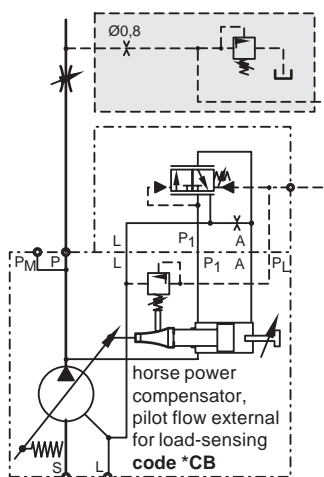 Ø0,8
L P1 A
PM P L P1 A PL
horse power
compensator,
pilot flow external
for load-sensing
code *CB
S L